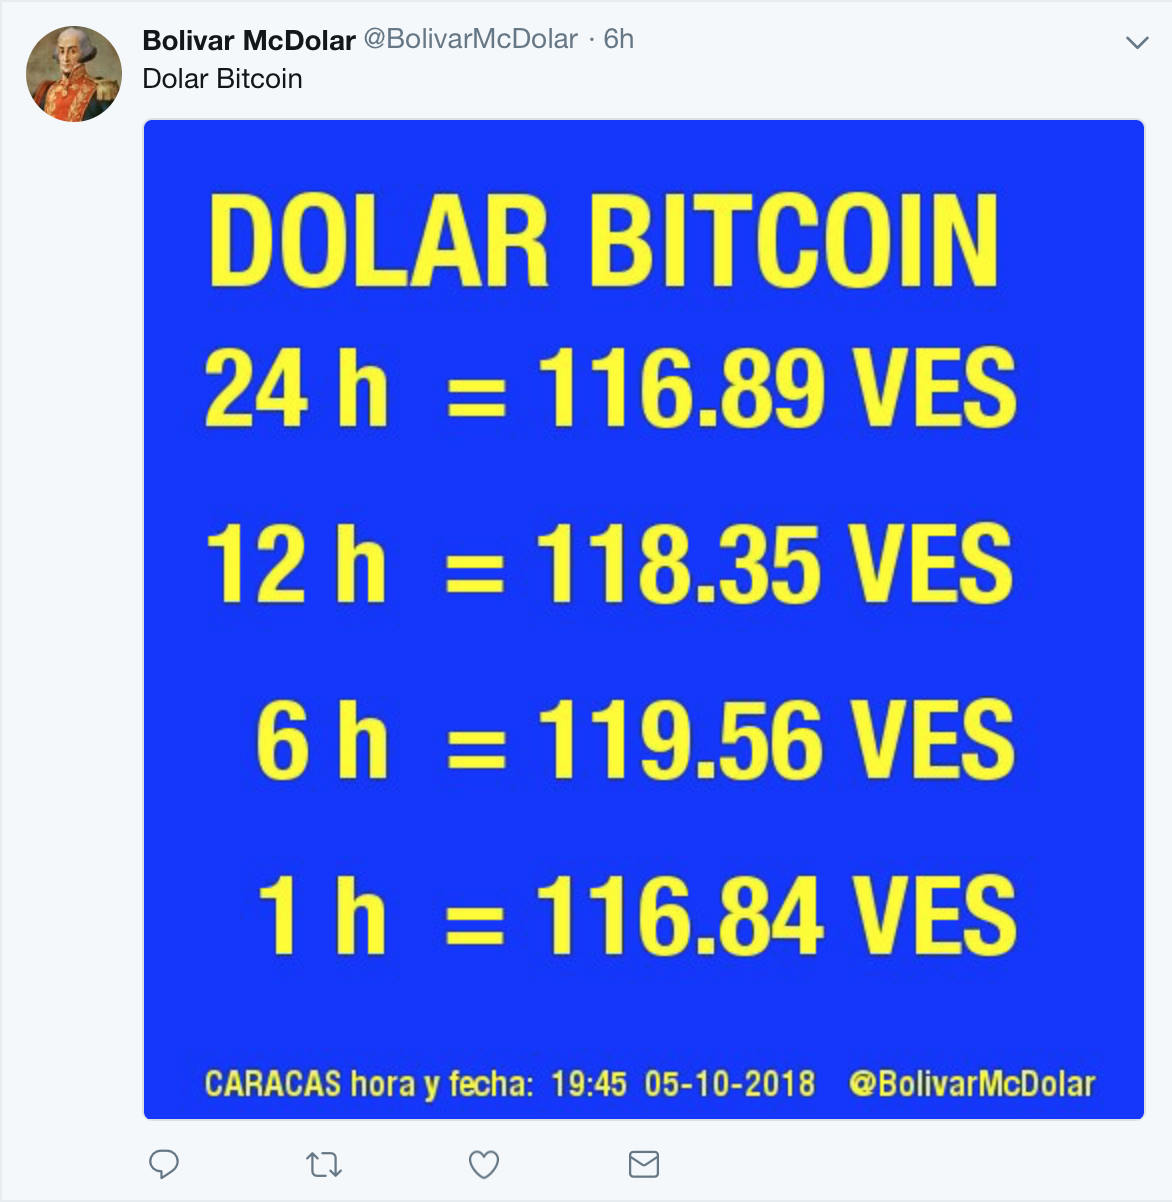 Bolivar McDolar @BolivarMcDolar · 6h
Dolar Bitcoin
DOLAR BITCOIN
24 h = 116.89 VES
12 h = 118.35 VES
6 h = 119.56 VES
1 h = 116.84 VES
CARACAS hora y fecha: 19:45 05-10-2018 @BolivarMcDolar